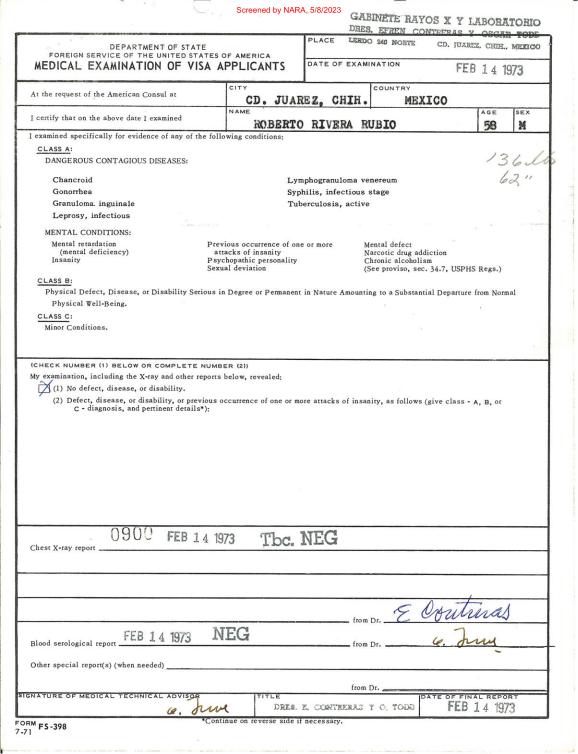 Screened by NARA, 5/8/2023
GABINETE RAYOS X Y LABORATORIO
DRES. EFREN CONTRERAS Y OSCAR TODD
PLACE LERDO 240 NORTE CD. JUAREZ, CHIH., MEXICO
DEPARTMENT OF STATE
FOREIGN SERVICE OF THE UNITED STATES OF AMERICA
MEDICAL EXAMINATION OF VISA APPLICANTS
DATE OF EXAMINATION FEB 14 1973
At the request of the American Consul at
CITY
CD. JUAREZ, CHIH.
COUNTRY
MEXICO
I certify that on the above date I examined
NAME
ROBERTO RIVERA RUBIO
AGE
58
SEX
M
I examined specifically for evidence of any of the following conditions:
CLASS A:
DANGEROUS CONTAGIOUS DISEASES:
136 lbs
62"
Chancroid
Gonorrhea
Granuloma inguinale
Leprosy, infectious
Lymphogranuloma venereum
Syphilis, infectious stage
Tuberculosis, active
MENTAL CONDITIONS:
Mental retardation
(mental deficiency)
Insanity
Previous occurrence of one or more
attacks of insanity
Psychopathic personality
Sexual deviation
Mental defect
Narcotic drug addiction
Chronic alcoholism
(See proviso, sec. 34.7, USPHS Regs.)
CLASS B:
Physical Defect, Disease, or Disability Serious in Degree or Permanent in Nature Amounting to a Substantial Departure from Normal
Physical Well-Being.
CLASS C:
Minor Conditions.
(CHECK NUMBER (1) BELOW OR COMPLETE NUMBER (2))
My examination, including the X-ray and other reports below, revealed:
(1) No defect, disease, or disability.
(2) Defect, disease, or disability, or previous occurrence of one or more attacks of insanity, as follows (give class - A, B, or
C - diagnosis, and pertinent details*):
Chest X-ray report 0900 FEB 14 1973 Tbc. NEG
from Dr. E Contreras
Blood serological report FEB 14 1973 NEG
from Dr.
Other special report(s) (when needed)
from Dr.
SIGNATURE OF MEDICAL TECHNICAL ADVISOR
TITLE
DRES. E. CONTRERAS Y O. TODD
DATE OF FINAL REPORT
FEB 14 1973
FORM FS-398
7-71
*Continue on reverse side if necessary.